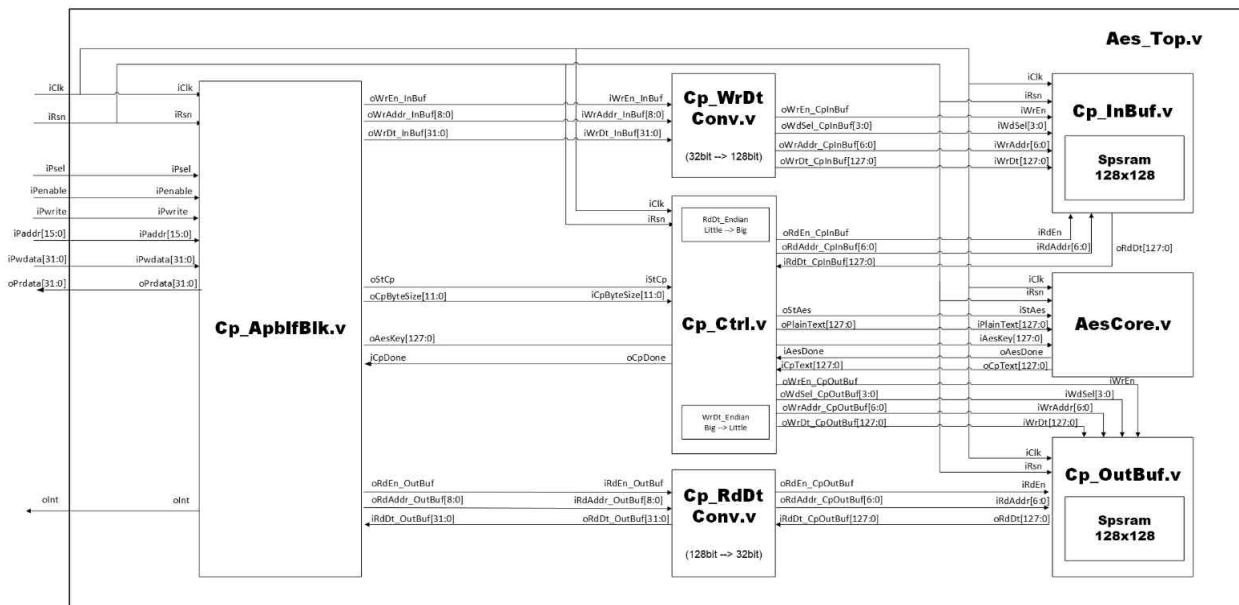 Aes_Top.v
iClk
iClk
iRsn
iRsn
iPsel
iPsel
iPenable
iPenable
iPwrite
iPwrite
iPaddr[15:0]
iPaddr[15:0]
iPwdata[31:0]
iPwdata[31:0]
oPrdata[31:0]
oPrdata[31:0]
oInt
oInt
Cp_ApbIfBlk.v
oWrEn_InBuf
iWrEn_InBuf
oWrAddr_InBuf[8:0]
iWrAddr_InBuf[8:0]
oWrDt_InBuf[31:0]
iWrDt_InBuf[31:0]
Cp_WrDt
Conv.v
(32bit --> 128bit)
oWrEn_CpInBuf
oWdSel_CpInBuf[3:0]
oWrAddr_CpInBuf[6:0]
oWrDt_CpInBuf[127:0]
iClk
iRsn
iWrEn
iWdSel[3:0]
iWrAddr[6:0]
iWrDt[127:0]
Cp_InBuf.v
Spsram
128x128
iClk
iRsn
RdDt_Endian
Little --> Big
oRdEn_CpInBuf
iRdEn
oRdAddr_CpInBuf[6:0]
iRdAddr[6:0]
iRdDt_CpInBuf[127:0]
oRdDt[127:0]
oStCp
iStCp
oCpByteSize[11:0]
iCpByteSize[11:0]
oAesKey[127:0]
iCpDone
oCpDone
Cp_Ctrl.v
oStAes
oPlainText[127:0]
iAesDone
iCpText[127:0]
iClk
iRsn
iStAes
iPlainText[127:0]
iAesKey[127:0]
oAesDone
oCpText[127:0]
AesCore.v
WrDt_Endian
Big --> Little
oWrEn_CpOutBuf
iWrEn
oWdSel_CpOutBuf[3:0]
iWdSel[3:0]
oWrAddr_CpOutBuf[6:0]
iWrAddr[6:0]
oWrDt_CpOutBuf[127:0]
iWrDt[127:0]
oRdEn_OutBuf
iRdEn_OutBuf
oRdAddr_OutBuf[8:0]
iRdAddr_OutBuf[8:0]
iRdDt_OutBuf[31:0]
oRdDt_OutBuf[31:0]
Cp_RdDt
Conv.v
(128bit --> 32bit)
oRdEn_CpOutBuf
oRdAddr_CpOutBuf[6:0]
iRdDt_CpOutBuf[127:0]
iClk
iRsn
iRdEn
iRdAddr[6:0]
oRdDt[127:0]
Cp_OutBuf.v
Spsram
128x128